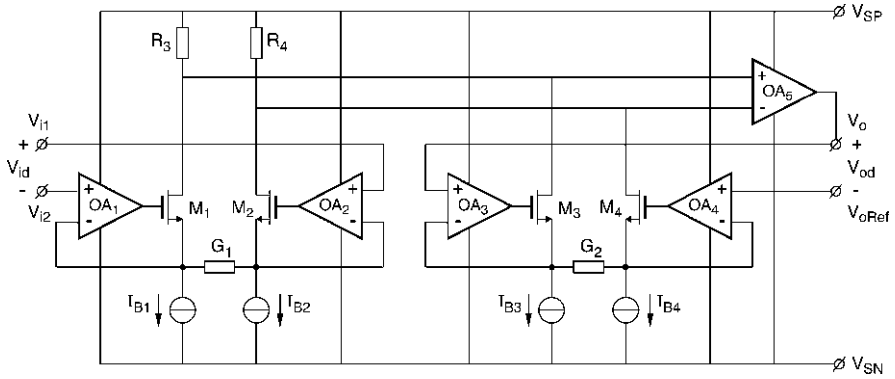 V_SP
R_3
R_4
+
OA_5
-
V_i1
+
V_id
-
V_i2
V_o
+
V_od
-
V_oRef
+
OA_1
-
M_1
M_2
+
OA_2
-
+
OA_3
-
M_3
M_4
+
OA_4
-
G_1
G_2
I_B1
I_B2
I_B3
I_B4
V_SN